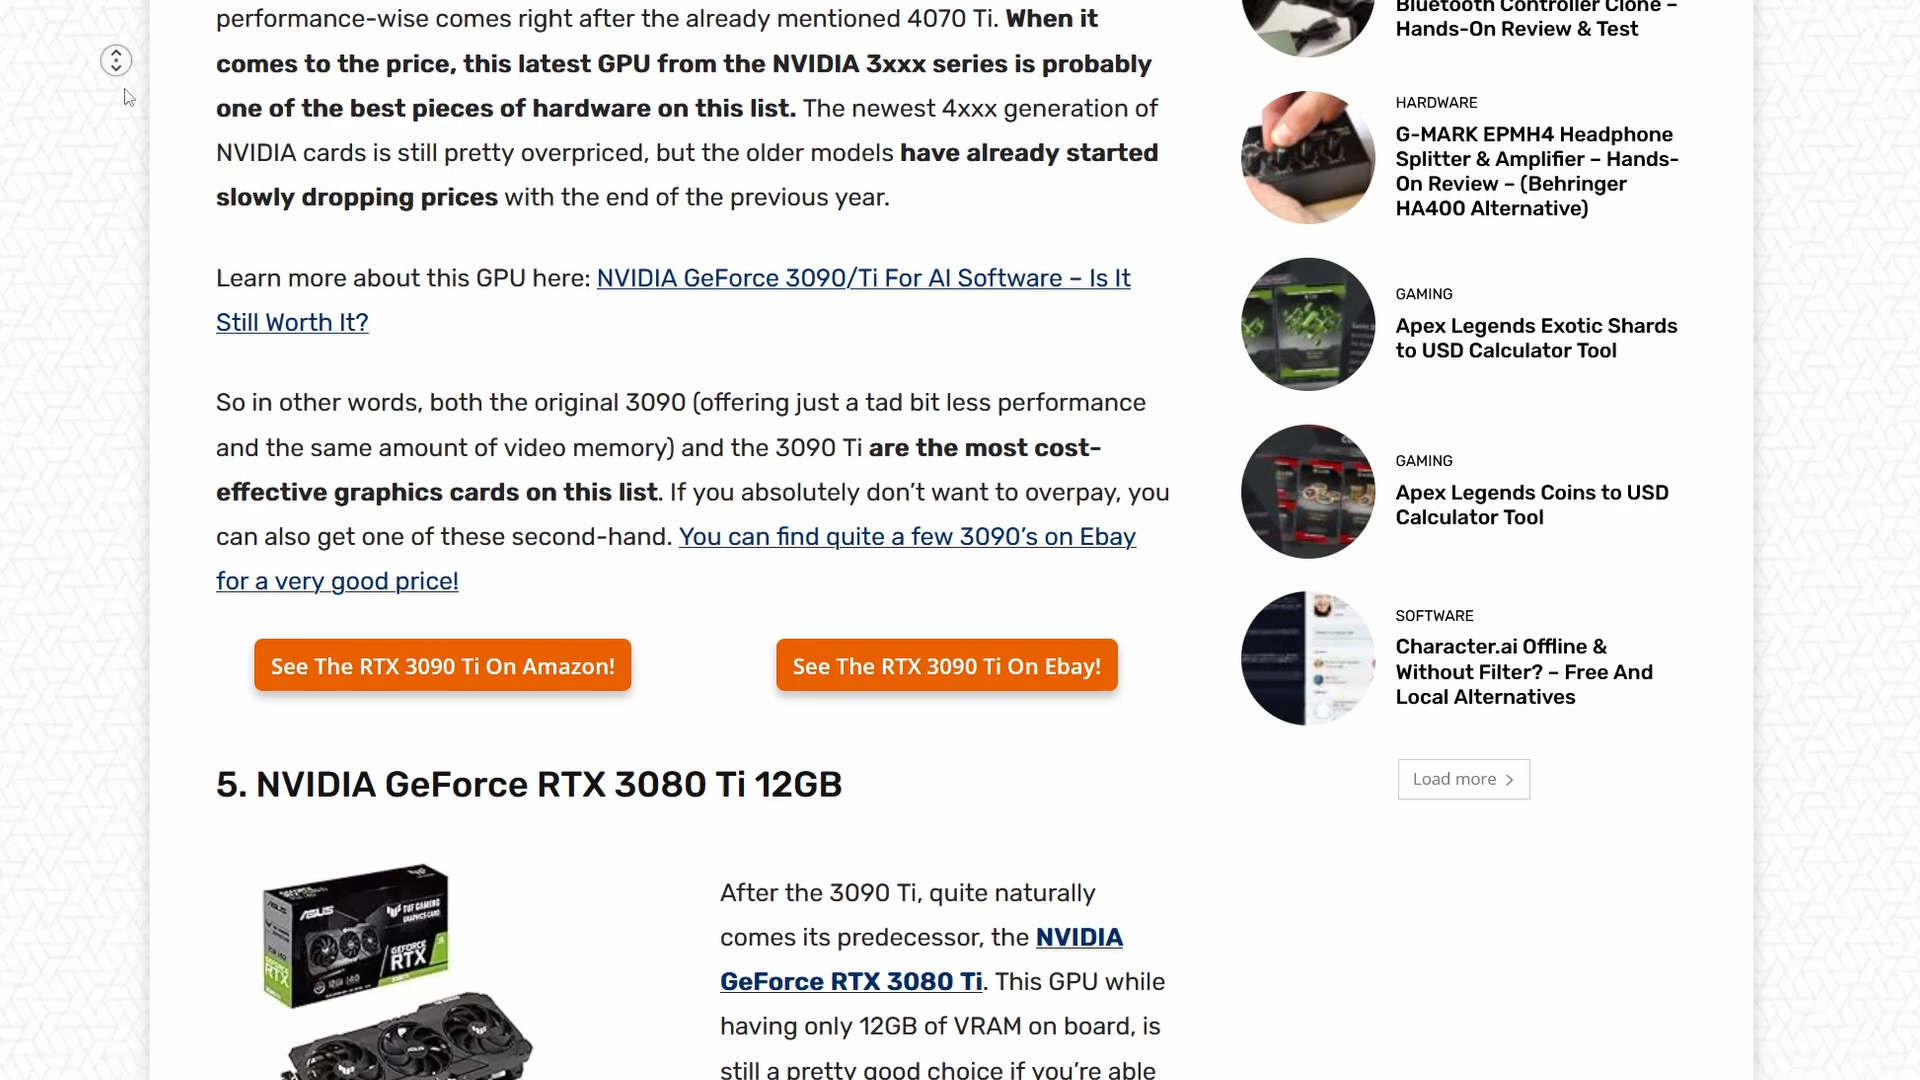 performance-wise comes right after the already mentioned 4070 Ti. When it
comes to the price, this latest GPU from the NVIDIA 3xxx series is probably
one of the best pieces of hardware on this list. The newest 4xxx generation of
NVIDIA cards is still pretty overpriced, but the older models have already started
slowly dropping prices with the end of the previous year.
Learn more about this GPU here: NVIDIA GeForce 3090/Ti For AI Software – Is It
Still Worth It?
So in other words, both the original 3090 (offering just a tad bit less performance
and the same amount of video memory) and the 3090 Ti are the most cost-
effective graphics cards on this list. If you absolutely don’t want to overpay, you
can also get one of these second-hand. You can find quite a few 3090’s on Ebay
for a very good price!
See The RTX 3090 Ti On Amazon!
See The RTX 3090 Ti On Ebay!
5. NVIDIA GeForce RTX 3080 Ti 12GB
ASUS
TUF GAMING
GRAPHICS CARD
GEFORCE
RTX
After the 3090 Ti, quite naturally
comes its predecessor, the NVIDIA
GeForce RTX 3080 Ti. This GPU while
having only 12GB of VRAM on board, is
still a pretty good choice if you’re able
Bluetooth Controller Clone –
Hands-On Review & Test
HARDWARE
G-MARK EPMH4 Headphone
Splitter & Amplifier – Hands-
On Review – (Behringer
HA400 Alternative)
GAMING
Apex Legends Exotic Shards
to USD Calculator Tool
GAMING
Apex Legends Coins to USD
Calculator Tool
SOFTWARE
Character.ai Offline &
Without Filter? – Free And
Local Alternatives
Load more